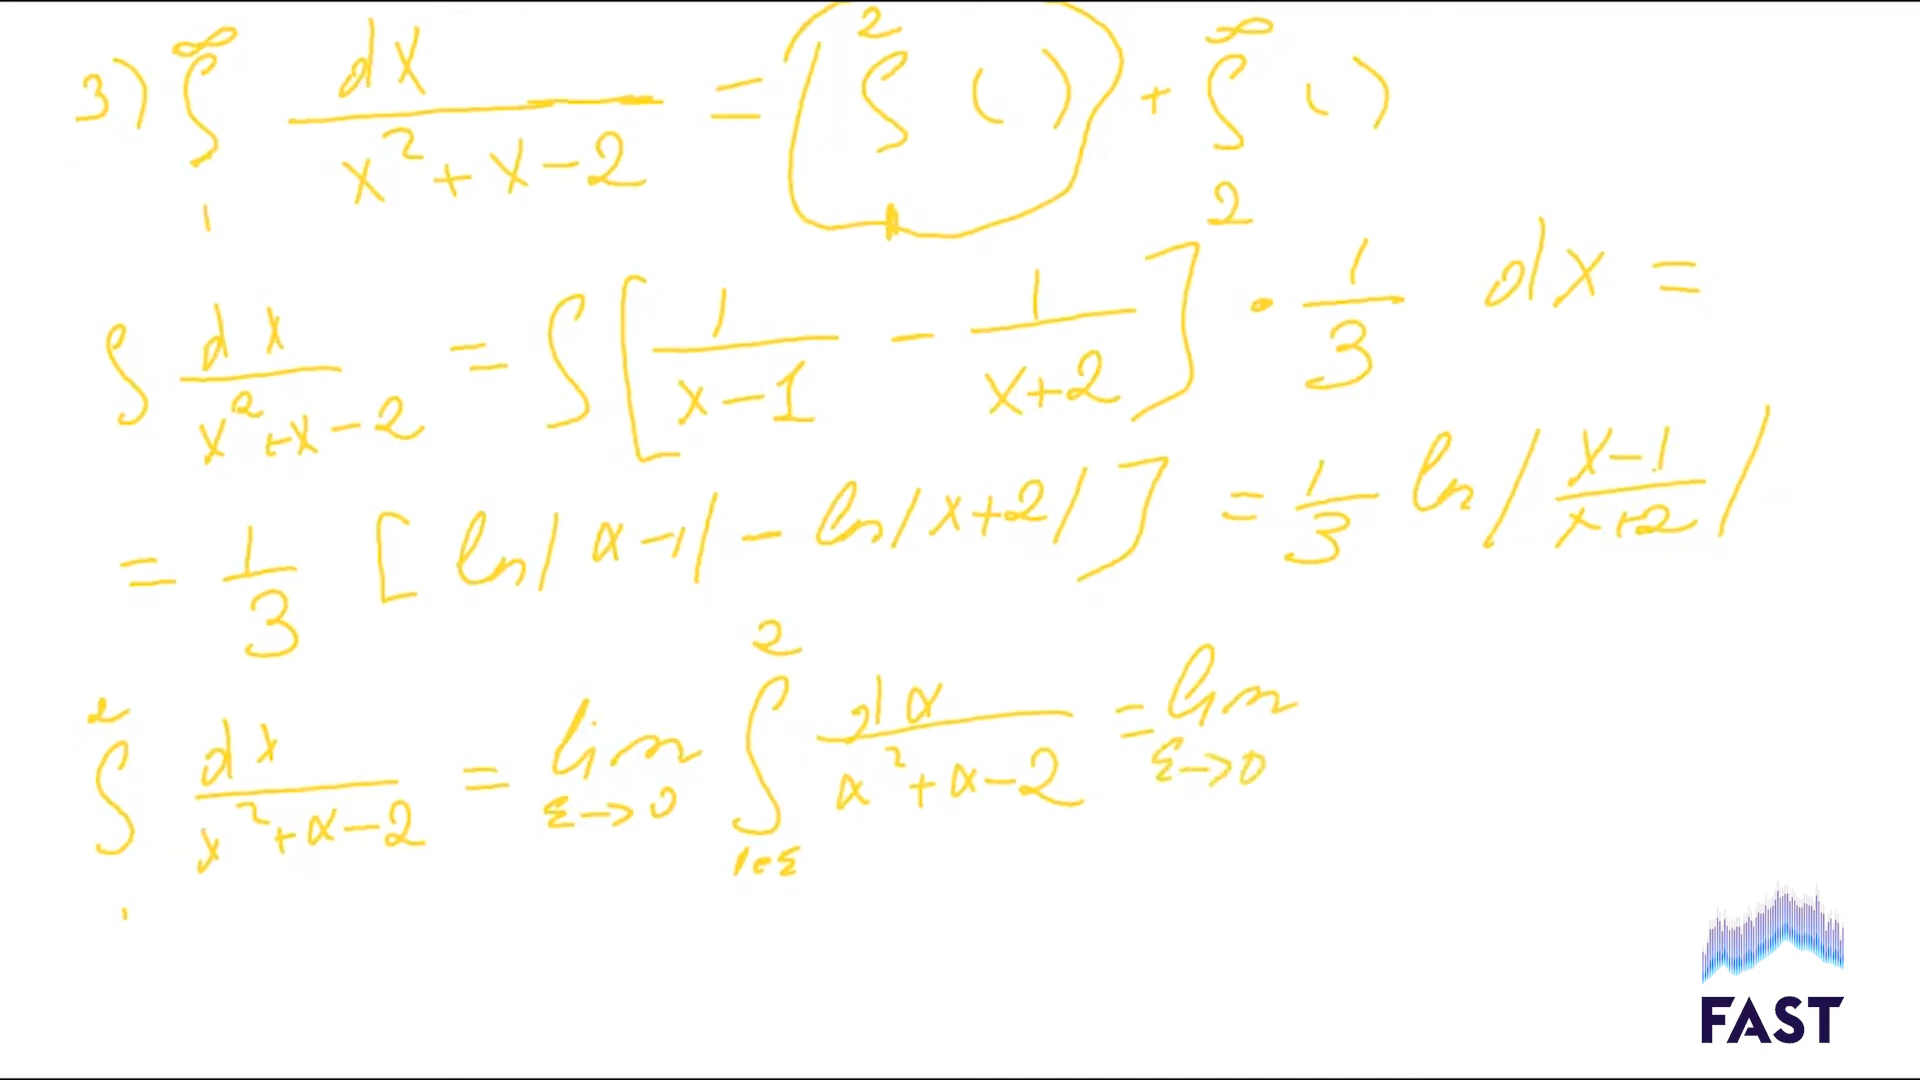 3) ∫₁^∞ dx/(x²+x-2) = ∫₁² ( ) + ∫₂^∞ ( )
∫ dx/(x²+x-2) = ∫ [1/(x-1) - 1/(x+2)] · 1/3 dx =
= 1/3 [ln|x-1| - ln|x+2|] = 1/3 ln|(x-1)/(x+2)|
∫₁² dx/(x²+x-2) = lim_{ε→0} ∫_{1+ε}² dx/(x²+x-2) = lim_{ε→0}
FAST